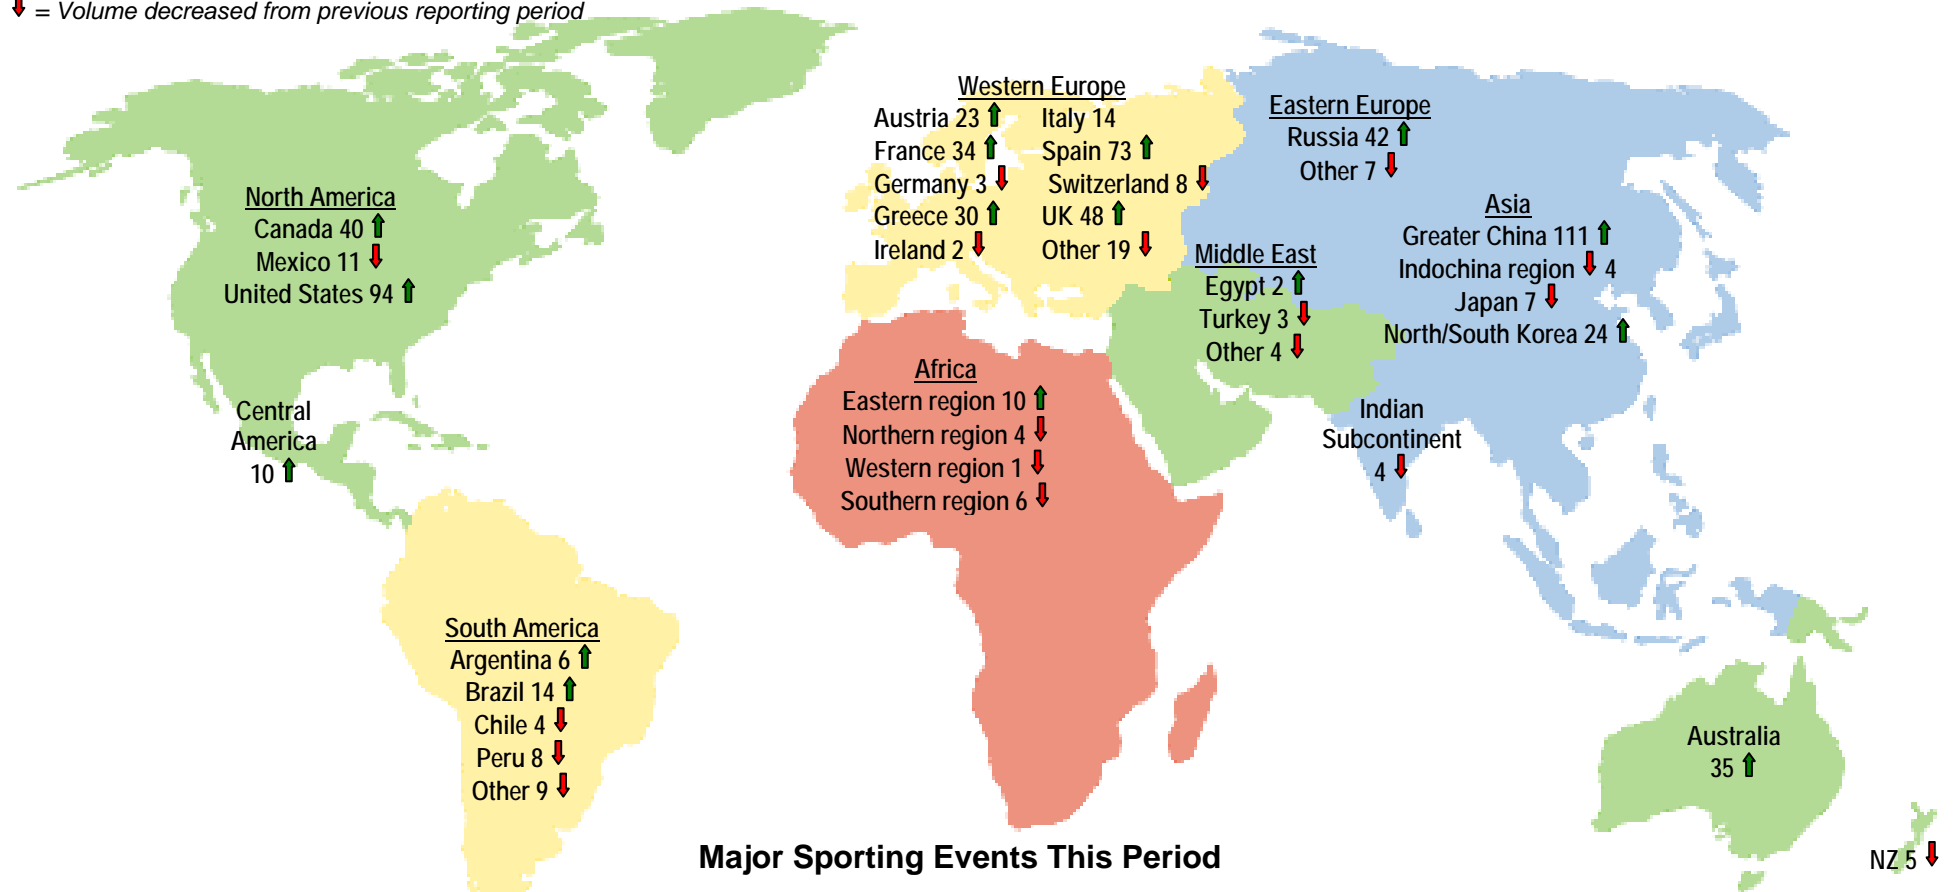 = Volume decreased from previous reporting period
North America
Canada 40
Mexico 11
United States 94
Central
America
10
South America
Argentina 6
Brazil 14
Chile 4
Peru 8
Other 9
Western Europe
Austria 23
France 34
Germany 3
Greece 30
Ireland 2
Italy 14
Spain 73
Switzerland 8
UK 48
Other 19
Eastern Europe
Russia 42
Other 7
Middle East
Egypt 2
Turkey 3
Other 4
Asia
Greater China 111
Indochina region 4
Japan 7
North/South Korea 24
Indian
Subcontinent
4
Africa
Eastern region 10
Northern region 4
Western region 1
Southern region 6
Australia
35
NZ 5
Major Sporting Events This Period